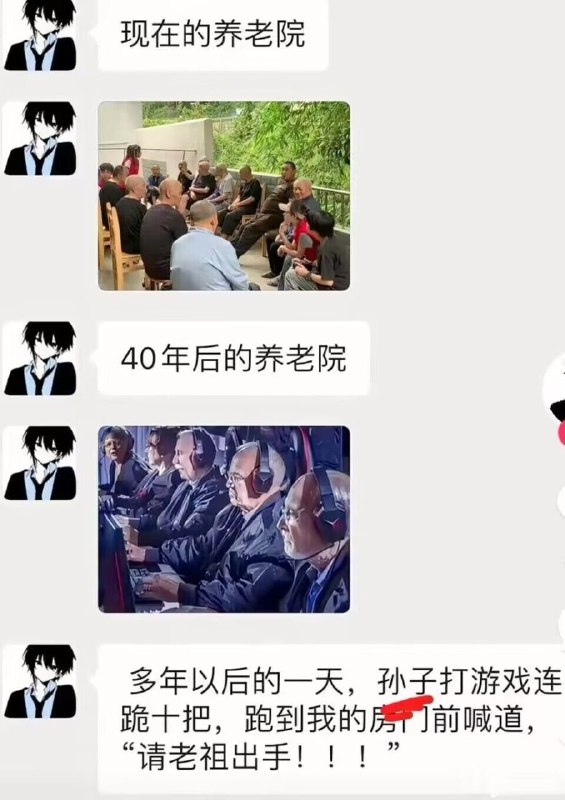 现在的养老院
40年后的养老院
多年以后的一天，孙子打游戏连
跪十把，跑到我的房门前喊道，
“请老祖出手！！！”